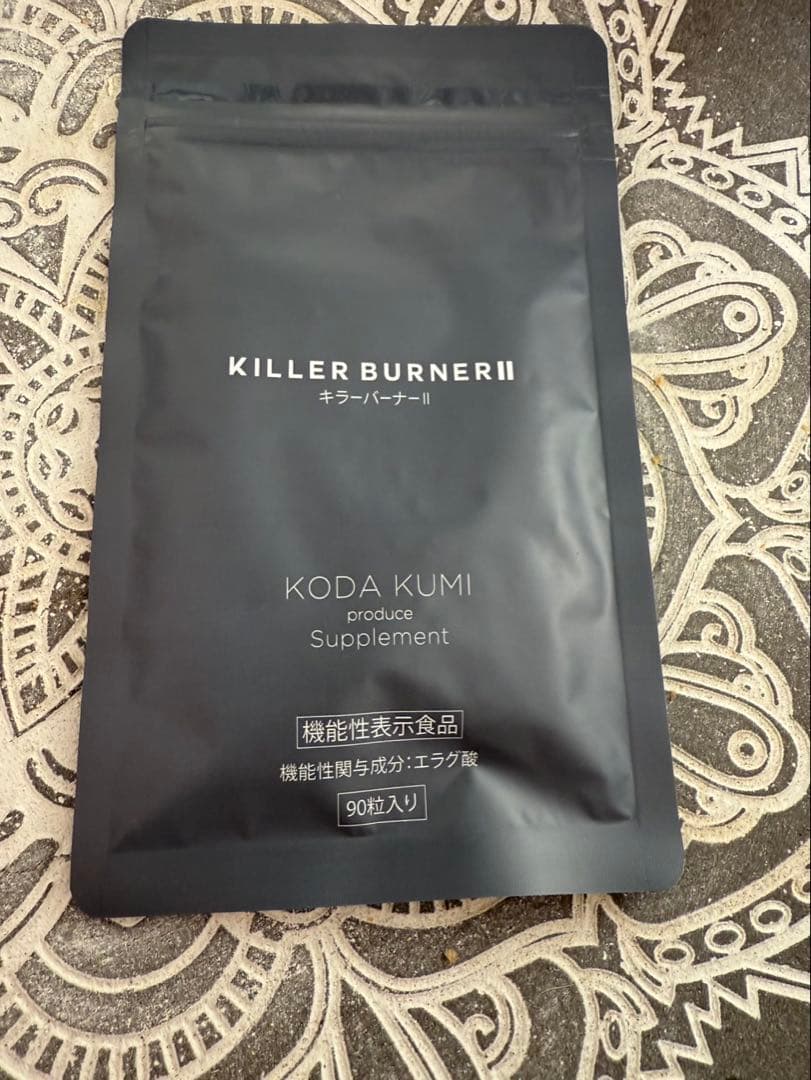 KILLER BURNERⅡ
キラーバーナーⅡ
KODA KUMI
produce
Supplement
機能性表示食品
機能性関与成分:エラグ酸
90粒入り